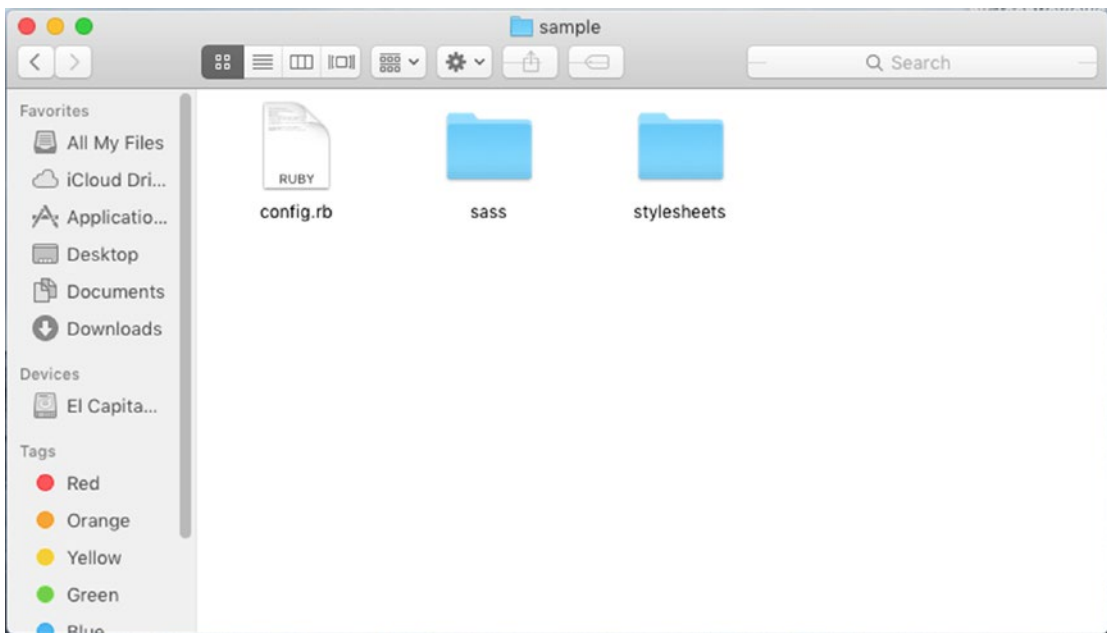 sample
Search
Favorites
All My Files
iCloud Dri...
Applicatio...
Desktop
Documents
Downloads
Devices
El Capita...
Tags
Red
Orange
Yellow
Green
Blue
RUBY
config.rb
sass
stylesheets